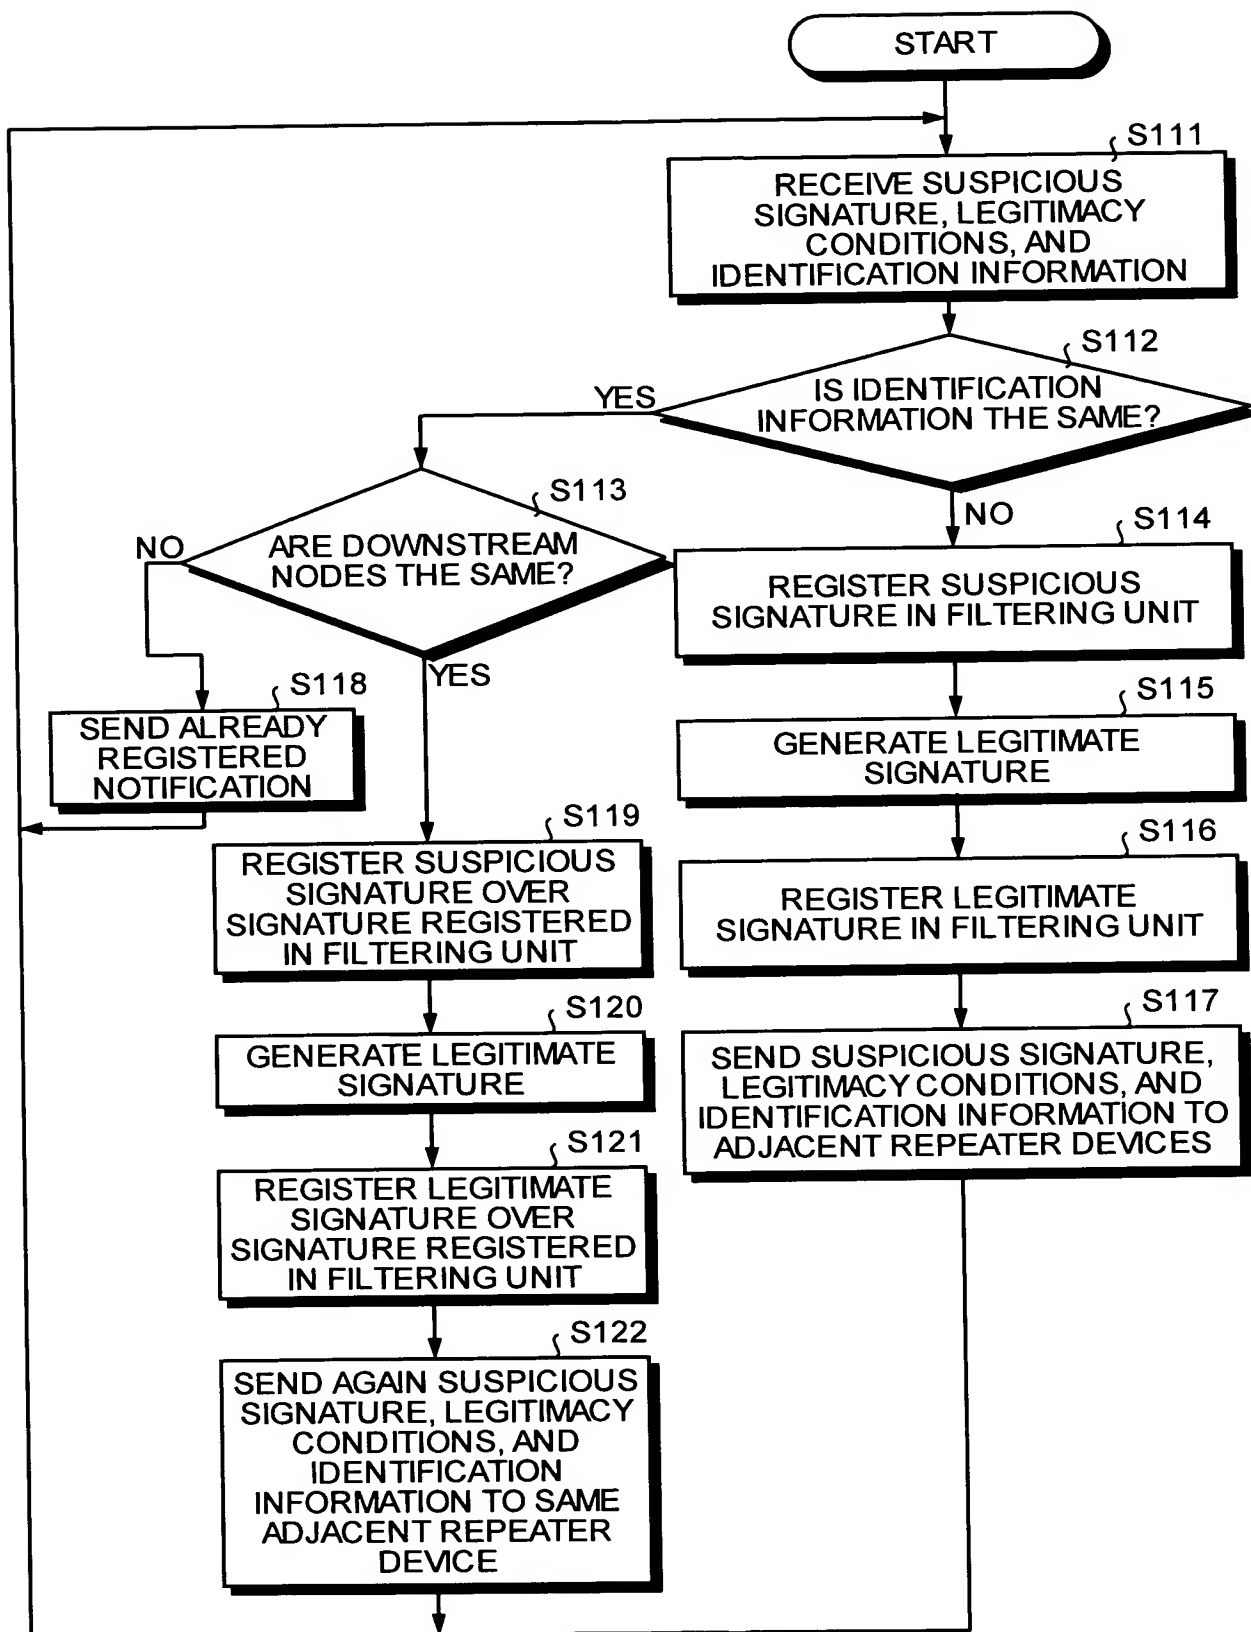 START
S111
RECEIVE SUSPICIOUS
SIGNATURE, LEGITIMACY
CONDITIONS, AND
IDENTIFICATION INFORMATION
S112
IS IDENTIFICATION
INFORMATION THE SAME?
YES
NO
S113
ARE DOWNSTREAM
NODES THE SAME?
NO
YES
S114
REGISTER SUSPICIOUS
SIGNATURE IN FILTERING UNIT
S115
GENERATE LEGITIMATE
SIGNATURE
S116
REGISTER LEGITIMATE
SIGNATURE IN FILTERING UNIT
S117
SEND SUSPICIOUS SIGNATURE,
LEGITIMACY CONDITIONS, AND
IDENTIFICATION INFORMATION TO
ADJACENT REPEATER DEVICES
S118
SEND ALREADY
REGISTERED
NOTIFICATION
S119
REGISTER SUSPICIOUS
SIGNATURE OVER
SIGNATURE REGISTERED
IN FILTERING UNIT
S120
GENERATE LEGITIMATE
SIGNATURE
S121
REGISTER LEGITIMATE
SIGNATURE OVER
SIGNATURE REGISTERED
IN FILTERING UNIT
S122
SEND AGAIN SUSPICIOUS
SIGNATURE, LEGITIMACY
CONDITIONS, AND
IDENTIFICATION
INFORMATION TO SAME
ADJACENT REPEATER
DEVICE